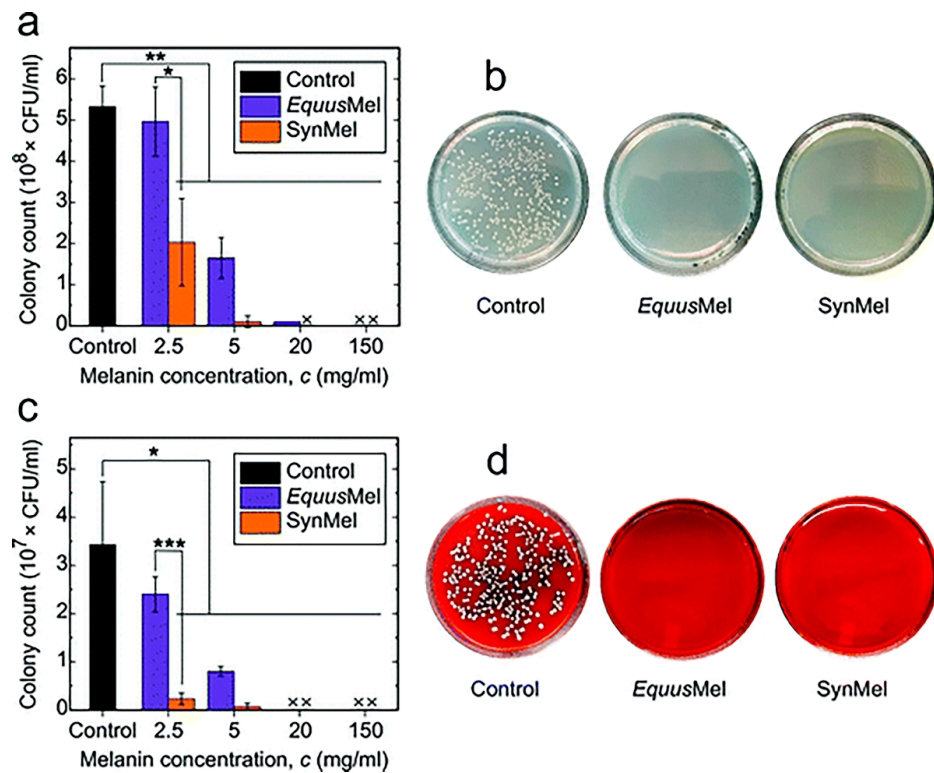 a
Colony count (10⁸ × CFU/ml)
6
5
4
3
2
1
0
**
*
Control
EquusMel
SynMel
×
××
Control 2.5 5 20 150
Melanin concentration, c (mg/ml)
b
Control
EquusMel
SynMel
c
Colony count (10⁷ × CFU/ml)
5
4
3
2
1
0
*
***
Control
EquusMel
SynMel
××
××
Control 2.5 5 20 150
Melanin concentration, c (mg/ml)
d
Control
EquusMel
SynMel